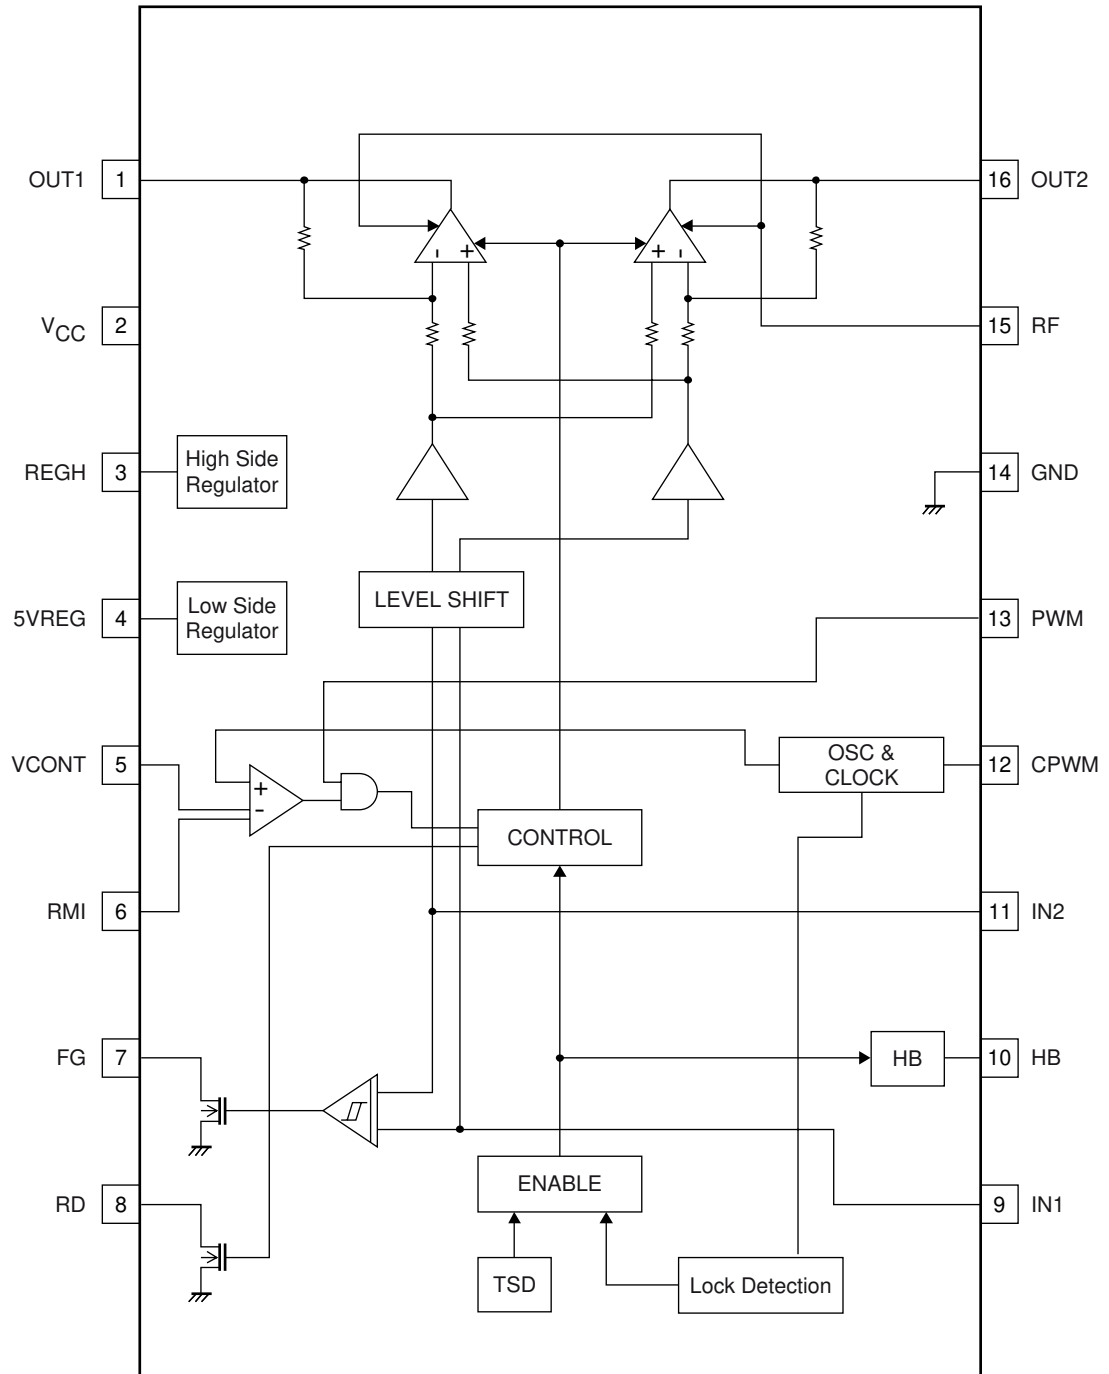 OUT1 1
16 OUT2
- +
+ -
VCC 2
15 RF
REGH 3
High Side
Regulator
14 GND
LEVEL SHIFT
5VREG 4
Low Side
Regulator
13 PWM
VCONT 5
+
-
OSC &
CLOCK
12 CPWM
CONTROL
RMI 6
11 IN2
FG 7
HB
10 HB
RD 8
ENABLE
9 IN1
TSD
Lock Detection